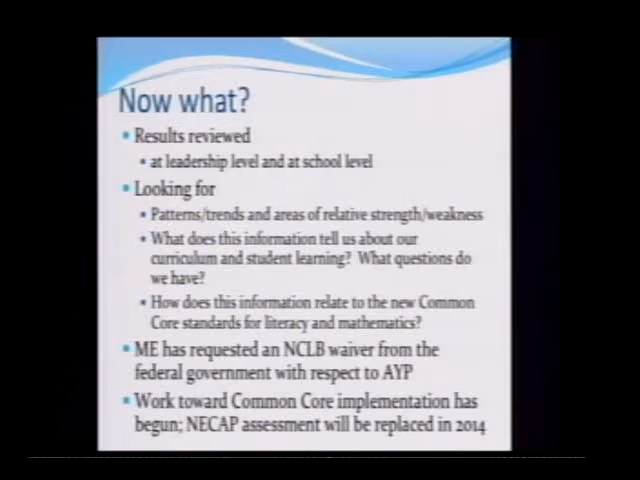 Now what?
• Results reviewed
• at leadership level and at school level
• Looking for
• Patterns/trends and areas of relative strength/weakness
• What does this information tell us about our
curriculum and student learning? What questions do
we have?
• How does this information relate to the new Common
Core standards for literacy and mathematics?
• ME has requested an NCLB waiver from the
federal government with respect to AYP
• Work toward Common Core implementation has
begun; NECAP assessment will be replaced in 2014